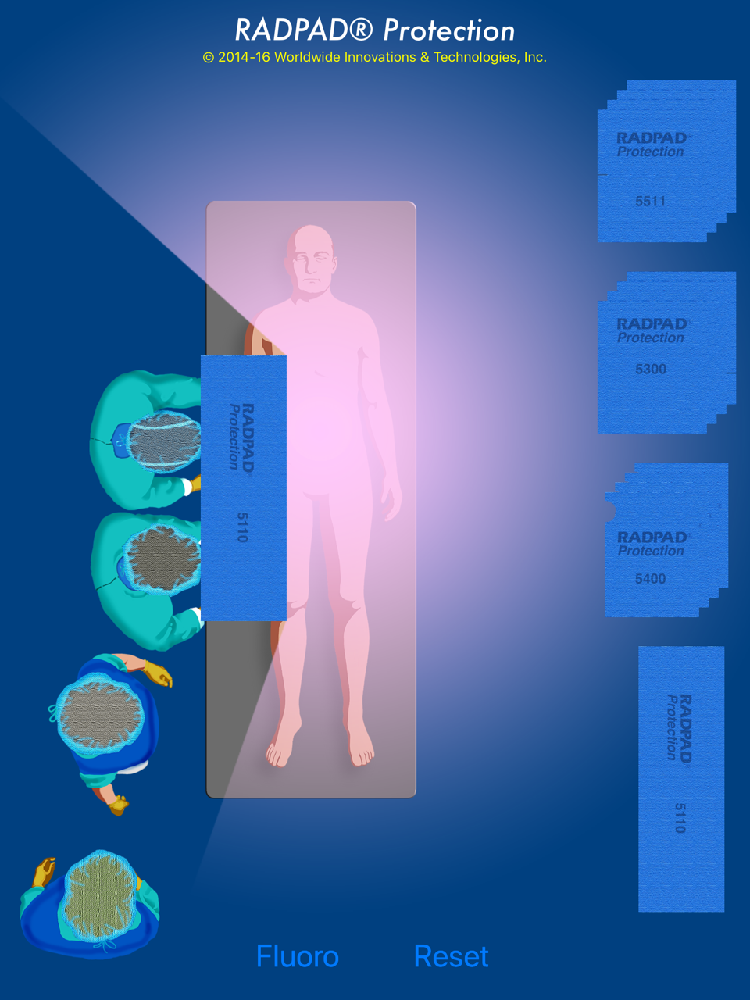 RADPAD® Protection
© 2014-16 Worldwide Innovations & Technologies, Inc.
RADPAD®
Protection
5511
RADPAD®
Protection
5300
RADPAD®
Protection
5110
RADPAD®
Protection
5400
RADPAD®
Protection
5110
Fluoro
Reset